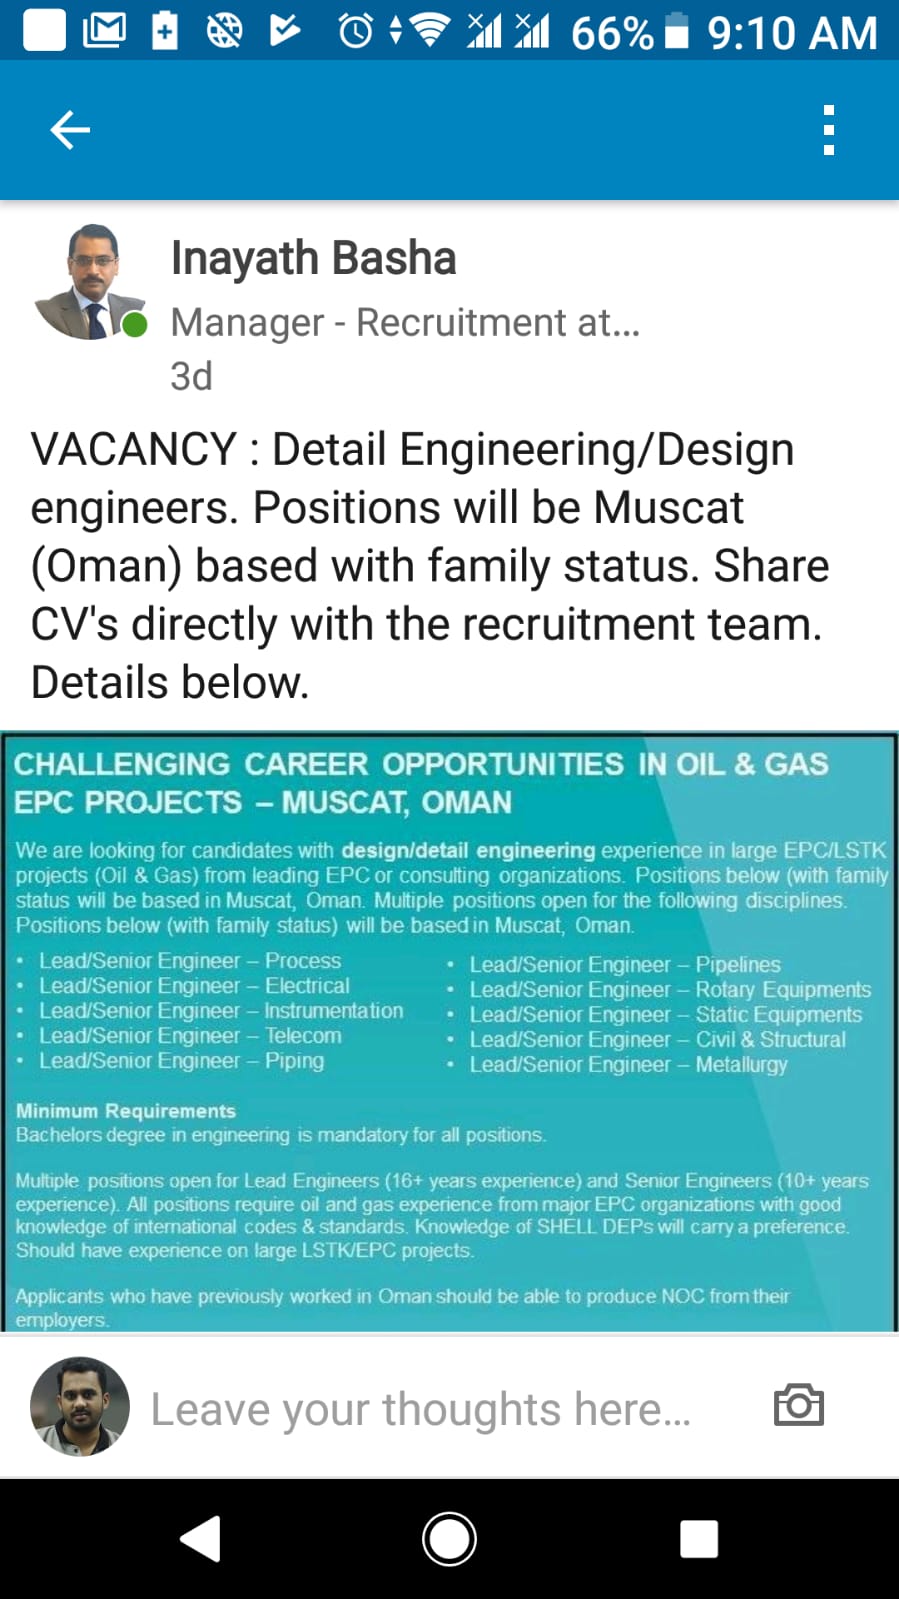 66% 9:10 AM
Inayath Basha
Manager - Recruitment at...
3d
VACANCY : Detail Engineering/Design
engineers. Positions will be Muscat
(Oman) based with family status. Share
CV's directly with the recruitment team.
Details below.
CHALLENGING CAREER OPPORTUNITIES IN OIL & GAS
EPC PROJECTS – MUSCAT, OMAN
We are looking for candidates with design/detail engineering experience in large EPC/LSTK
projects (Oil & Gas) from leading EPC or consulting organizations. Positions below (with family
status will be based in Muscat, Oman. Multiple positions open for the following disciplines.
Positions below (with family status) will be based in Muscat, Oman.
• Lead/Senior Engineer – Process
• Lead/Senior Engineer – Electrical
• Lead/Senior Engineer – Instrumentation
• Lead/Senior Engineer – Telecom
• Lead/Senior Engineer – Piping
• Lead/Senior Engineer – Pipelines
• Lead/Senior Engineer – Rotary Equipments
• Lead/Senior Engineer – Static Equipments
• Lead/Senior Engineer – Civil & Structural
• Lead/Senior Engineer – Metallurgy
Minimum Requirements
Bachelors degree in engineering is mandatory for all positions.
Multiple positions open for Lead Engineers (16+ years experience) and Senior Engineers (10+ years
experience). All positions require oil and gas experience from major EPC organizations with good
knowledge of international codes & standards. Knowledge of SHELL DEPs will carry a preference.
Should have experience on large LSTK/EPC projects.
Applicants who have previously worked in Oman should be able to produce NOC from their
employers.
Leave your thoughts here...